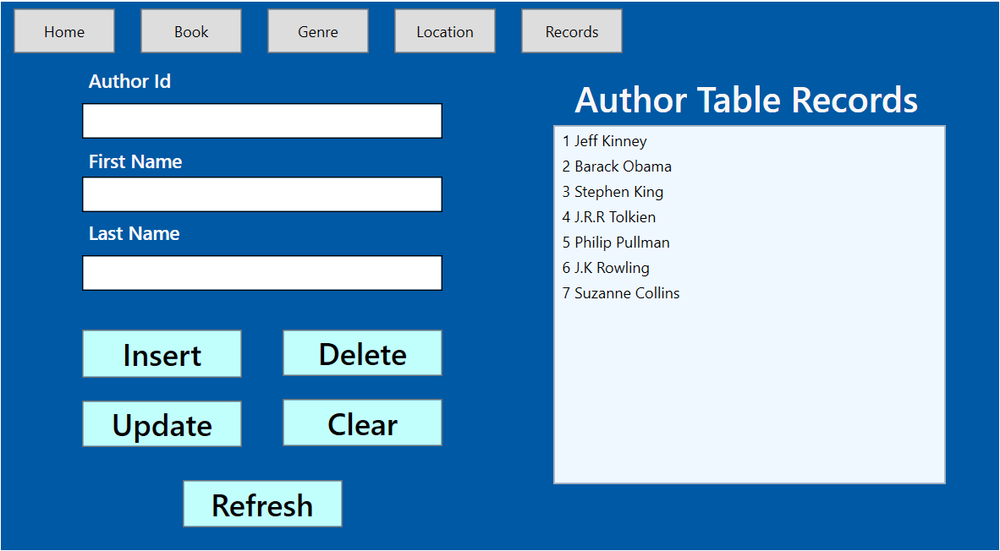 Home Book Genre Location Records
Author Id
First Name
Last Name
Insert Delete
Update Clear
Refresh
Author Table Records
1 Jeff Kinney
2 Barack Obama
3 Stephen King
4 J.R.R Tolkien
5 Philip Pullman
6 J.K Rowling
7 Suzanne Collins